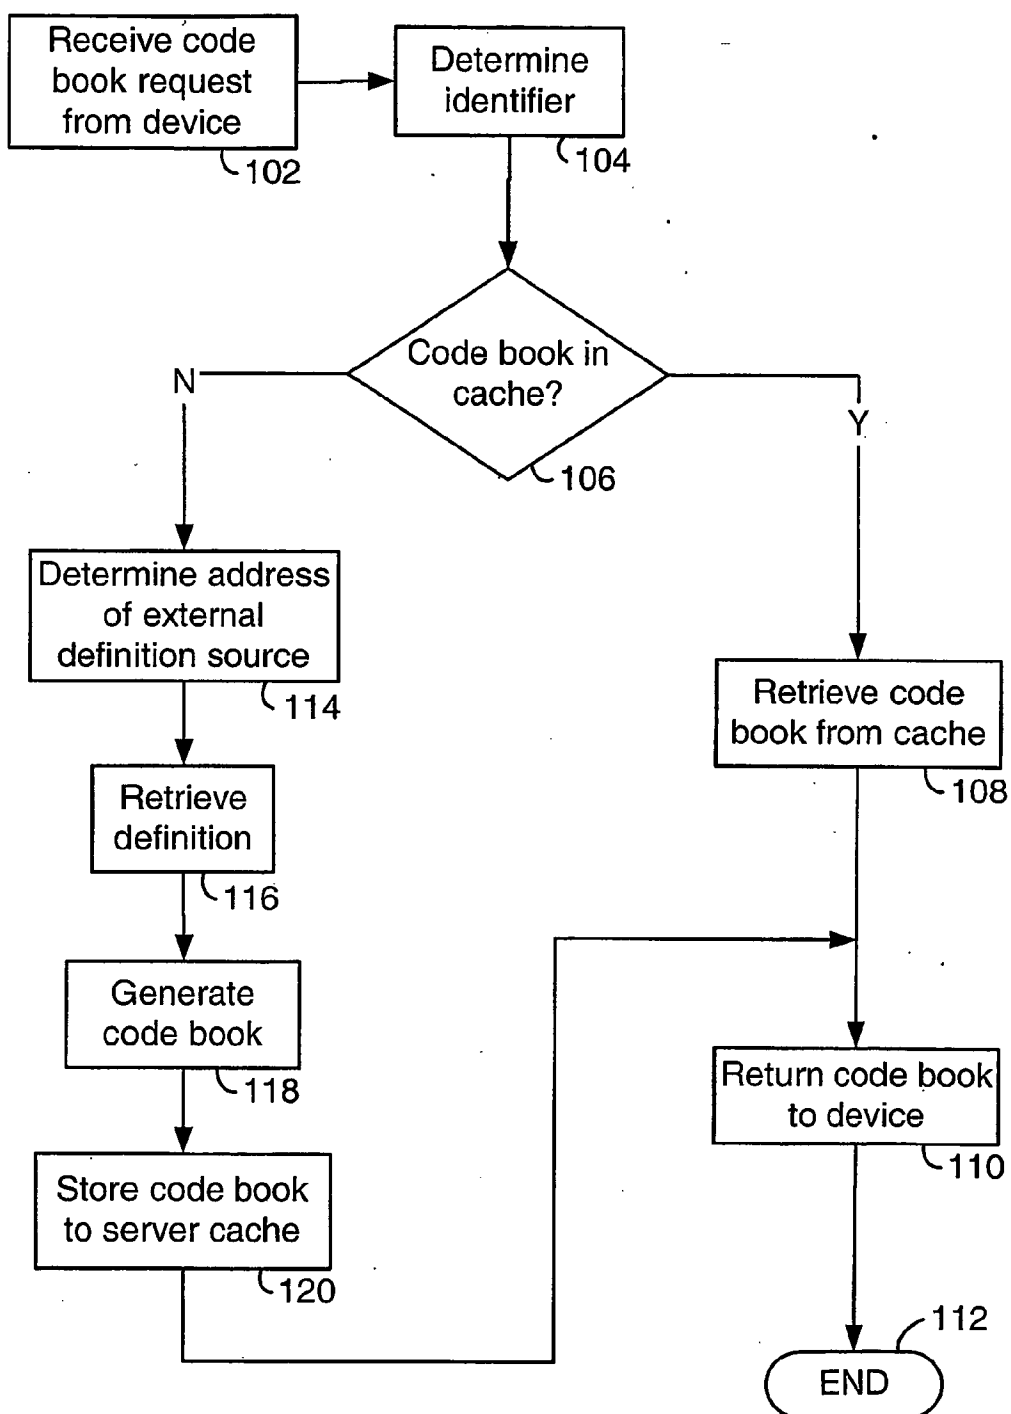 Receive code
book request
from device
102
Determine
identifier
104
Code book in
cache?
106
N
Y
Determine address
of external
definition source
114
Retrieve code
book from cache
108
Retrieve
definition
116
Generate
code book
118
Return code book
to device
110
Store code book
to server cache
120
112
END